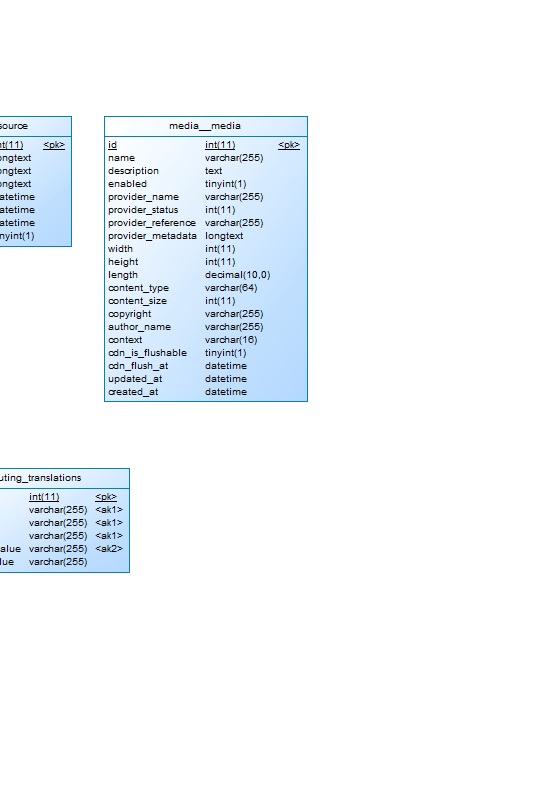 source
nt(11) <pk>
ongtext
ongtext
ongtext
atetime
atetime
atetime
nyint(1)
media__media
id int(11) <pk>
name varchar(255)
description text
enabled tinyint(1)
provider_name varchar(255)
provider_status int(11)
provider_reference varchar(255)
provider_metadata longtext
width int(11)
height int(11)
length decimal(10,0)
content_type varchar(64)
content_size int(11)
copyright varchar(255)
author_name varchar(255)
context varchar(16)
cdn_is_flushable tinyint(1)
cdn_flush_at datetime
updated_at datetime
created_at datetime
uting_translations
int(11) <pk>
varchar(255) <ak1>
varchar(255) <ak1>
varchar(255) <ak1>
alue varchar(255) <ak2>
lue varchar(255)